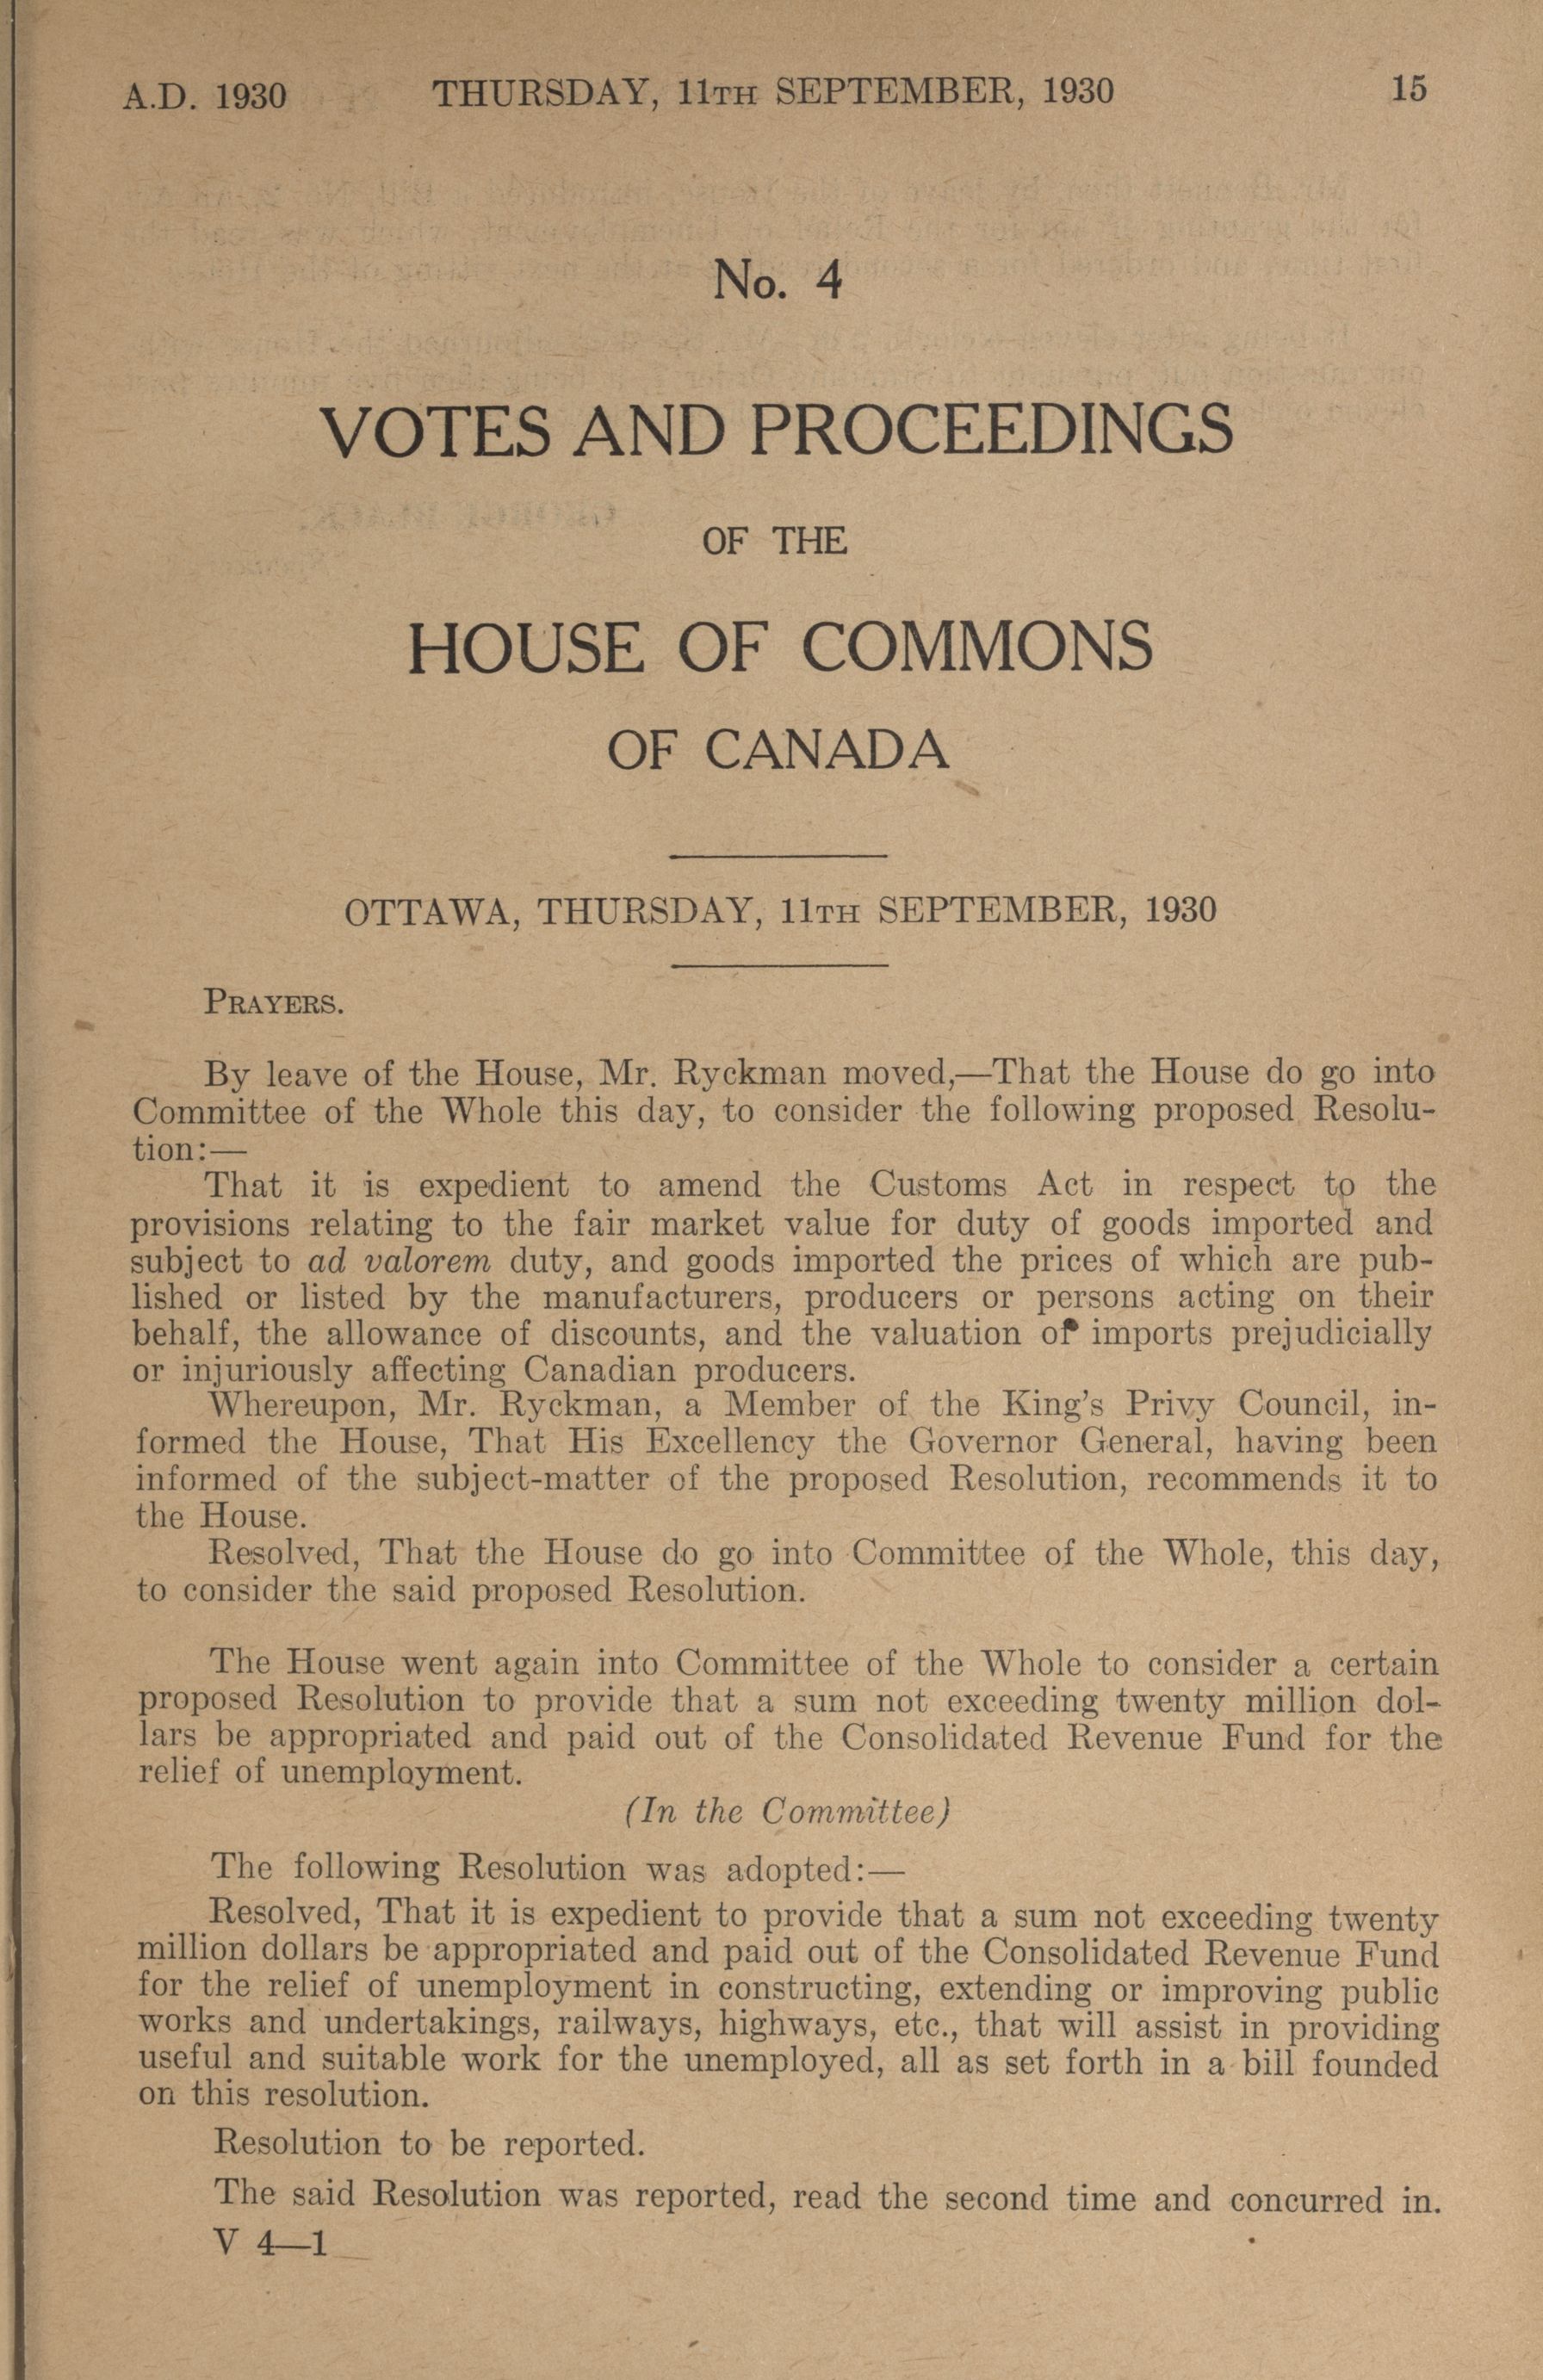 A.D. 1930 THURSDAY, 11TH SEPTEMBER, 1930 15
No. 4
VOTES AND PROCEEDINGS
OF THE
HOUSE OF COMMONS
OF CANADA
OTTAWA, THURSDAY, 11TH SEPTEMBER, 1930
PRAYERS.
By leave of the House, Mr. Ryckman moved,—That the House do go into
Committee of the Whole this day, to consider the following proposed Resolu-
tion:—
That it is expedient to amend the Customs Act in respect to the
provisions relating to the fair market value for duty of goods imported and
subject to ad valorem duty, and goods imported the prices of which are pub-
lished or listed by the manufacturers, producers or persons acting on their
behalf, the allowance of discounts, and the valuation of imports prejudicially
or injuriously affecting Canadian producers.
Whereupon, Mr. Ryckman, a Member of the King's Privy Council, in-
formed the House, That His Excellency the Governor General, having been
informed of the subject-matter of the proposed Resolution, recommends it to
the House.
Resolved, That the House do go into Committee of the Whole, this day,
to consider the said proposed Resolution.
The House went again into Committee of the Whole to consider a certain
proposed Resolution to provide that a sum not exceeding twenty million dol-
lars be appropriated and paid out of the Consolidated Revenue Fund for the
relief of unemployment.
(In the Committee)
The following Resolution was adopted:—
Resolved, That it is expedient to provide that a sum not exceeding twenty
million dollars be appropriated and paid out of the Consolidated Revenue Fund
for the relief of unemployment in constructing, extending or improving public
works and undertakings, railways, highways, etc., that will assist in providing
useful and suitable work for the unemployed, all as set forth in a bill founded
on this resolution.
Resolution to be reported.
The said Resolution was reported, read the second time and concurred in.
V 4—1